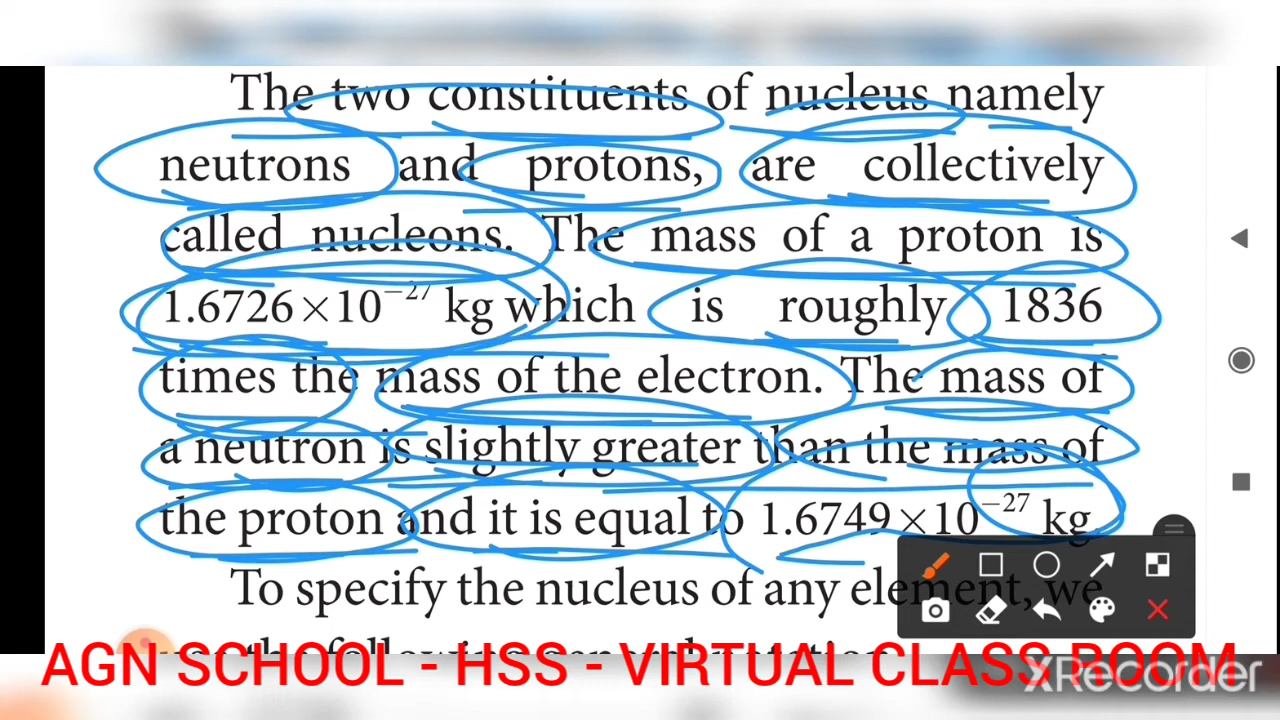 The two constituents of nucleus namely
neutrons and protons, are collectively
called nucleons. The mass of a proton is
1.6726×10⁻²⁷ kg which is roughly 1836
times the mass of the electron. The mass of
a neutron is slightly greater than the mass of
the proton and it is equal to 1.6749×10⁻²⁷ kg.
To specify the nucleus of any element, we
AGN SCHOOL - HSS - VIRTUAL CLASS ROOM
XRecorder